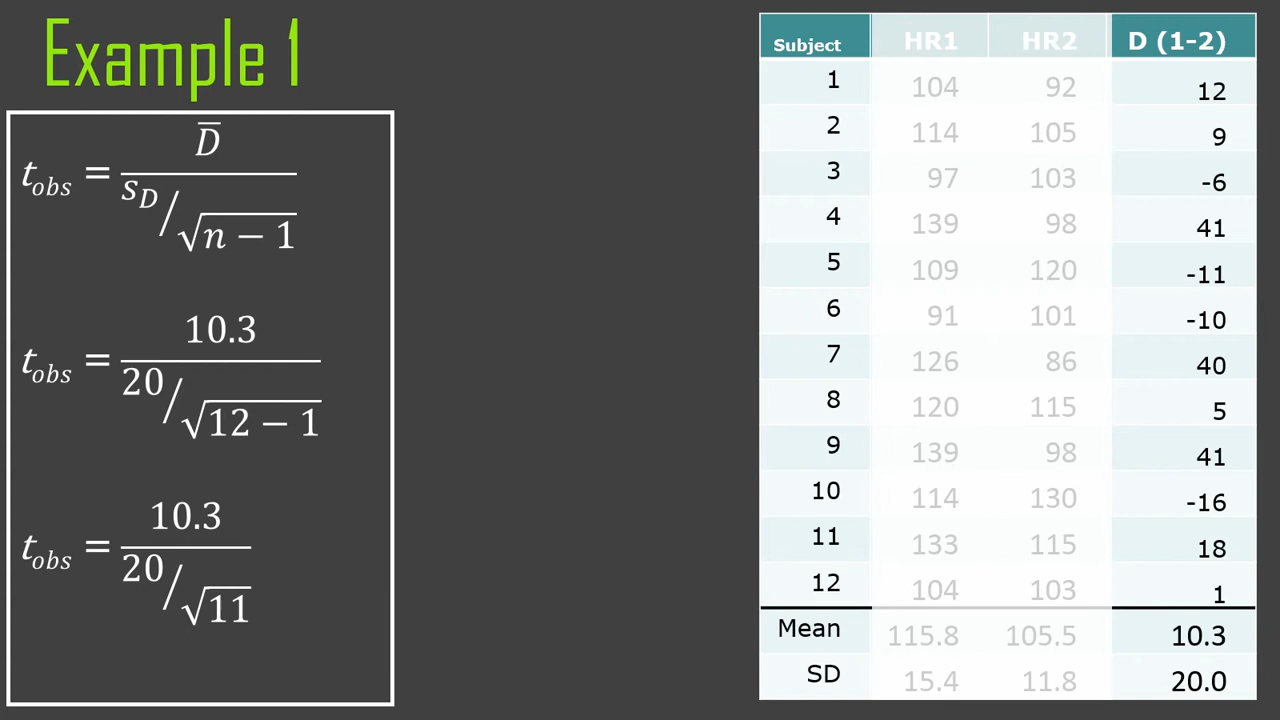 Example 1
t_obs = D̄ / (s_D / √(n − 1))
t_obs = 10.3 / (20 / √(12 − 1))
t_obs = 10.3 / (20 / √11)
Subject HR1 HR2 D (1-2)
1 104 92 12
2 114 105 9
3 97 103 -6
4 139 98 41
5 109 120 -11
6 91 101 -10
7 126 86 40
8 120 115 5
9 139 98 41
10 114 130 -16
11 133 115 18
12 104 103 1
Mean 115.8 105.5 10.3
SD 15.4 11.8 20.0